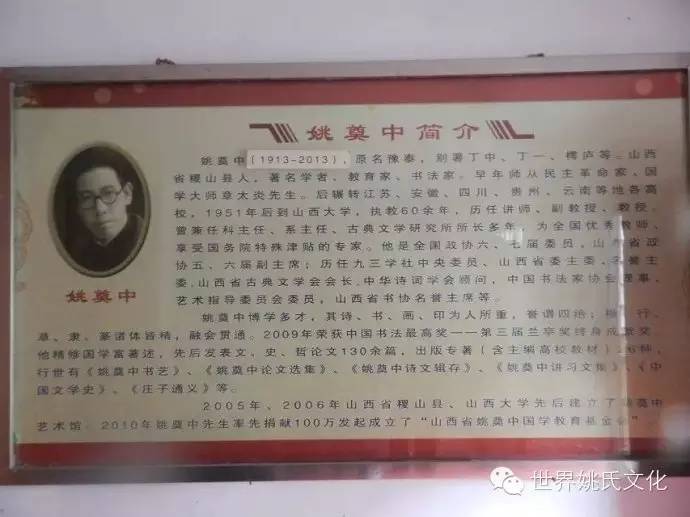 姚奠中简介
姚奠中(1913-2013)，原名豫泰，别署丁中、丁一、樗庐等。山西
省稷山县人，著名学者、教育家、书法家。早年师从民主革命家、国
学大师章太炎先生。后辗转江苏、安徽、四川、贵州、云南等地各高
校，1951年后到山西大学，执教60余年，历任讲师、副教授、教授。
曾兼任科主任、系主任、古典文学研究所所长多年，为全国优秀教师、
享受国务院特殊津贴的专家。他是全国政协六、七届委员，山西省政
协五、六届副主席；历任九三学社中央委员、山西省委主委、名誉主
委，山西省古典文学学会会长，中华诗词学会顾问，中国书法家协会理事、
艺术指导委员会委员，山西省书协名誉主席等。
姚奠中
姚奠中博学多才，其诗、书、画、印为人所重，誉谓四绝；楷、行、
草、隶、篆诸体皆精，融会贯通。2009年荣获中国书法最高奖——第三届兰亭奖终身成就奖
他精修国学富著述，先后发表文、史、哲论文130余篇，出版专著（含主编高校教材）26种，
行世有《姚奠中书艺》、《姚奠中论文选集》、《姚奠中诗文辑存》、《姚奠中讲习文集》、《中
国文学史》、《庄子通义》等。
2005年、2006年山西省稷山县、山西大学先后建立了姚奠中
艺术馆。2010年姚奠中先生率先捐献100万发起成立了“山西省姚奠中国学教育基金会”
世界姚氏文化